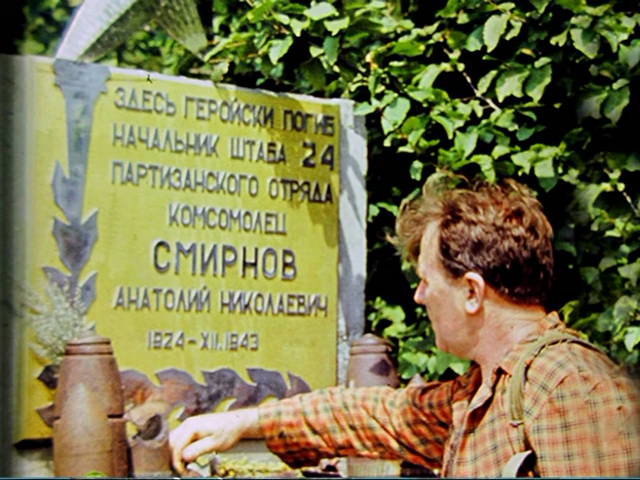 ЗДЕСЬ ГЕРОЙСКИ ПОГИБ
НАЧАЛЬНИК ШТАБА 24
ПАРТИЗАНСКОГО ОТРЯДА
КОМСОМОЛЕЦ
СМИРНОВ
АНАТОЛИЙ НИКОЛАЕВИЧ
1924 – XII.1943